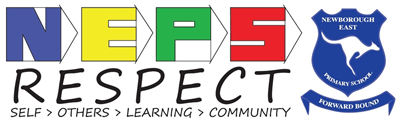 NEPS
RESPECT
SELF > OTHERS > LEARNING > COMMUNITY
NEWBOROUGH
EAST
PRIMARY SCHOOL
FORWARD BOUND